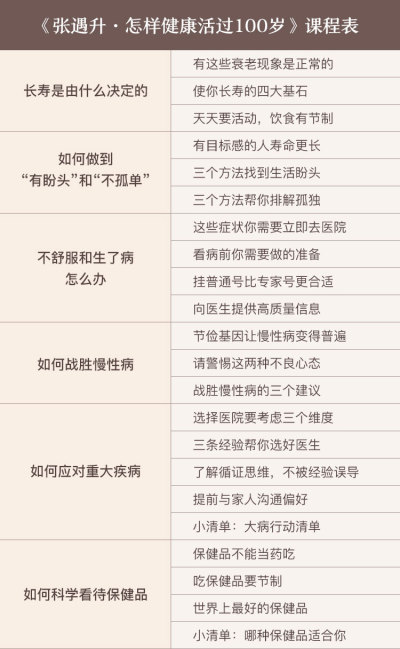 《张遇升·怎样健康活过100岁》课程表
长寿是由什么决定的
有这些衰老现象是正常的
使你长寿的四大基石
天天要活动，饮食有节制
如何做到
“有盼头”和“不孤单”
有目标感的人寿命更长
三个方法找到生活盼头
三个方法帮你排解孤独
不舒服和生了病
怎么办
这些症状你需要立即去医院
看病前你需要做的准备
挂普通号比专家号更合适
向医生提供高质量信息
如何战胜慢性病
节俭基因让慢性病变得普遍
请警惕这两种不良心态
战胜慢性病的三个建议
如何应对重大疾病
选择医院要考虑三个维度
三条经验帮你选好医生
了解循证思维，不被经验误导
提前与家人沟通偏好
小清单：大病行动清单
如何科学看待保健品
保健品不能当药吃
吃保健品要节制
世界上最好的保健品
小清单：哪种保健品适合你